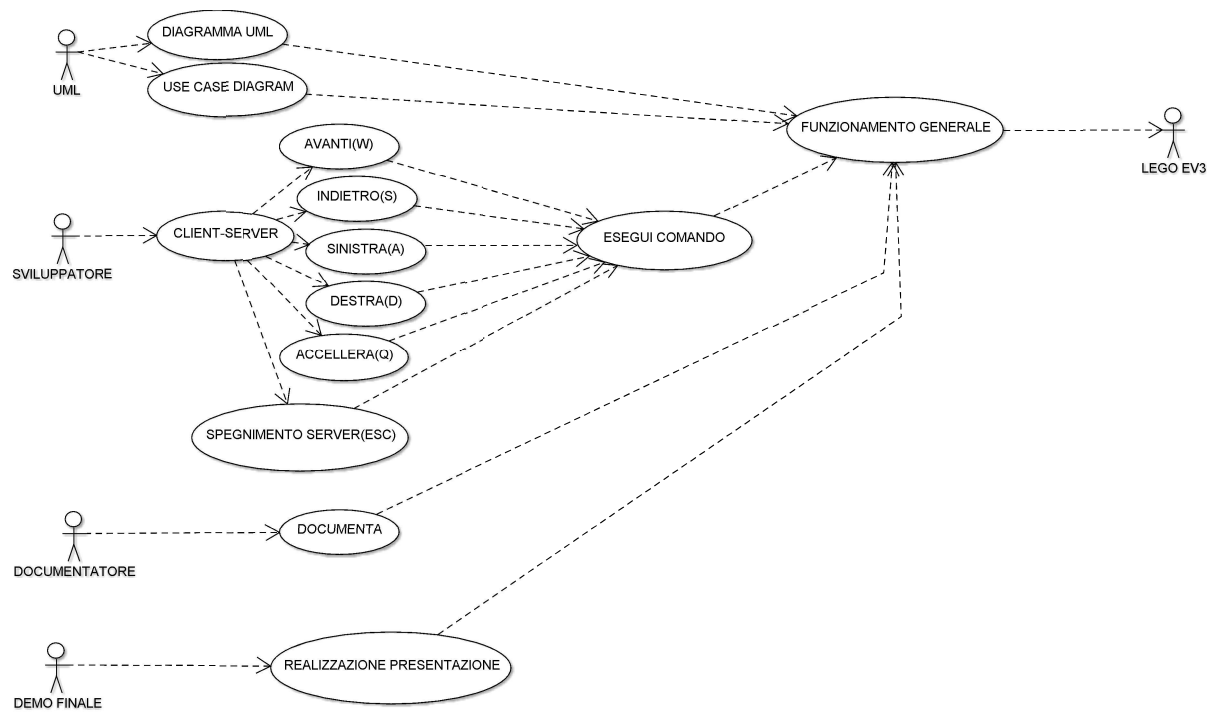 DIAGRAMMA UML
UML
USE CASE DIAGRAM
FUNZIONAMENTO GENERALE
LEGO EV3
AVANTI(W)
INDIETRO(S)
CLIENT-SERVER
SINISTRA(A)
ESEGUI COMANDO
SVILUPPATORE
DESTRA(D)
ACCELLERA(Q)
SPEGNIMENTO SERVER(ESC)
DOCUMENTA
DOCUMENTATORE
REALIZZAZIONE PRESENTAZIONE
DEMO FINALE